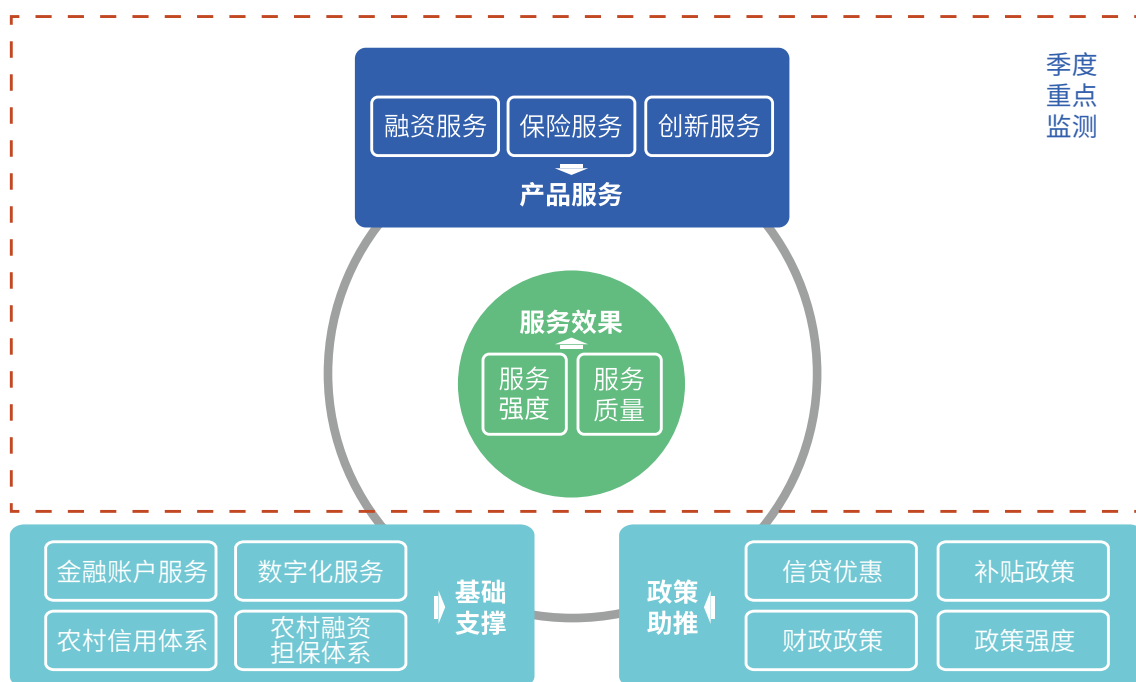 季度
重点
监测
融资服务
保险服务
创新服务
产品服务
服务效果
服务
强度
服务
质量
金融账户服务
数字化服务
农村信用体系
农村融资
担保体系
基础
支撑
政策
助推
信贷优惠
补贴政策
财政政策
政策强度